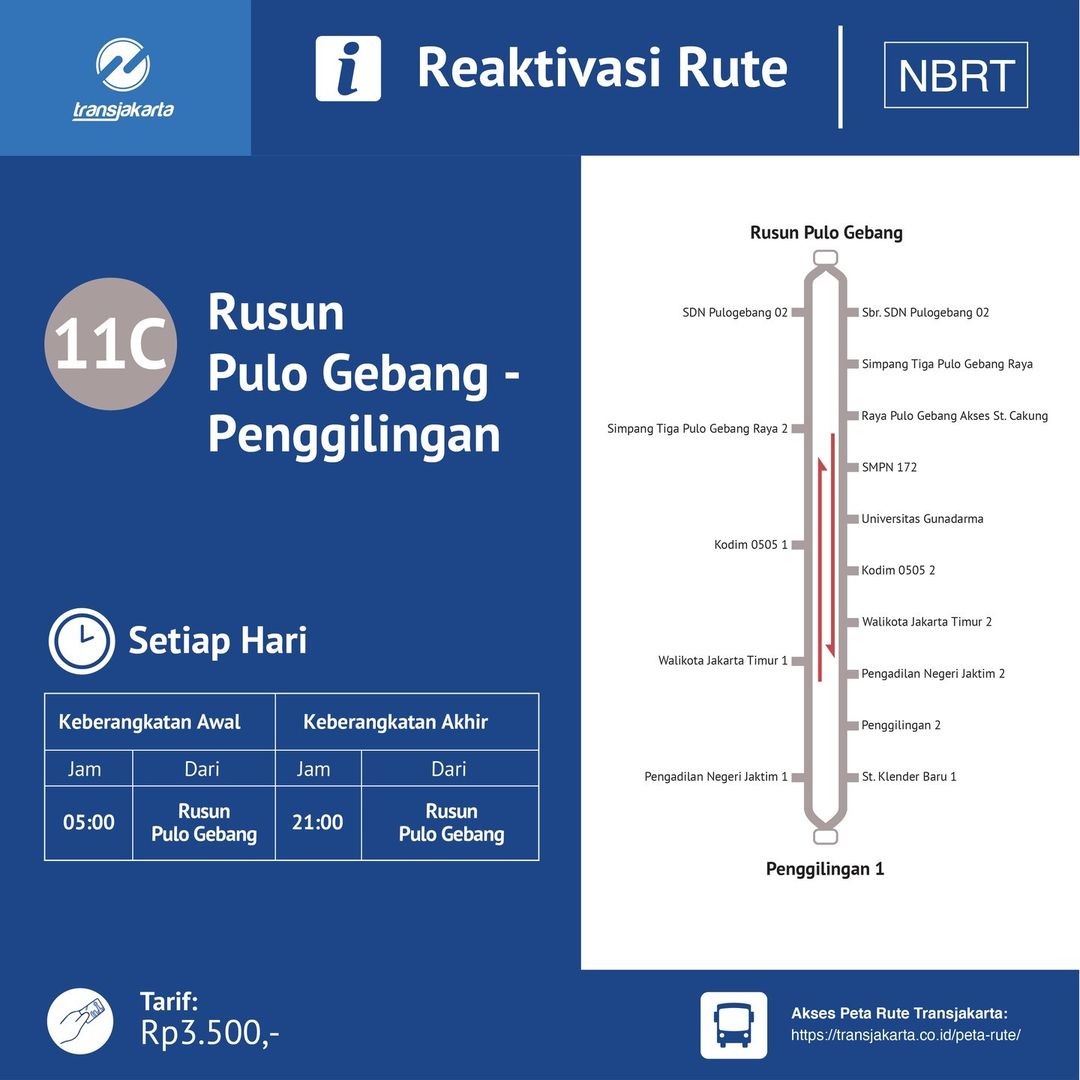 transjakarta
i
Reaktivasi Rute
NBRT
11C
Rusun
Pulo Gebang -
Penggilingan
Setiap Hari
Keberangkatan Awal
Keberangkatan Akhir
Jam
Dari
Jam
Dari
05:00
Rusun
Pulo Gebang
21:00
Rusun
Pulo Gebang
Rusun Pulo Gebang
SDN Pulogebang 02
Simpang Tiga Pulo Gebang Raya 2
Kodim 0505 1
Walikota Jakarta Timur 1
Pengadilan Negeri Jaktim 1
Sbr. SDN Pulogebang 02
Simpang Tiga Pulo Gebang Raya
Raya Pulo Gebang Akses St. Cakung
SMPN 172
Universitas Gunadarma
Kodim 0505 2
Walikota Jakarta Timur 2
Pengadilan Negeri Jaktim 2
Penggilingan 2
St. Klender Baru 1
Penggilingan 1
Tarif:
Rp3.500,-
Akses Peta Rute Transjakarta:
https://transjakarta.co.id/peta-rute/